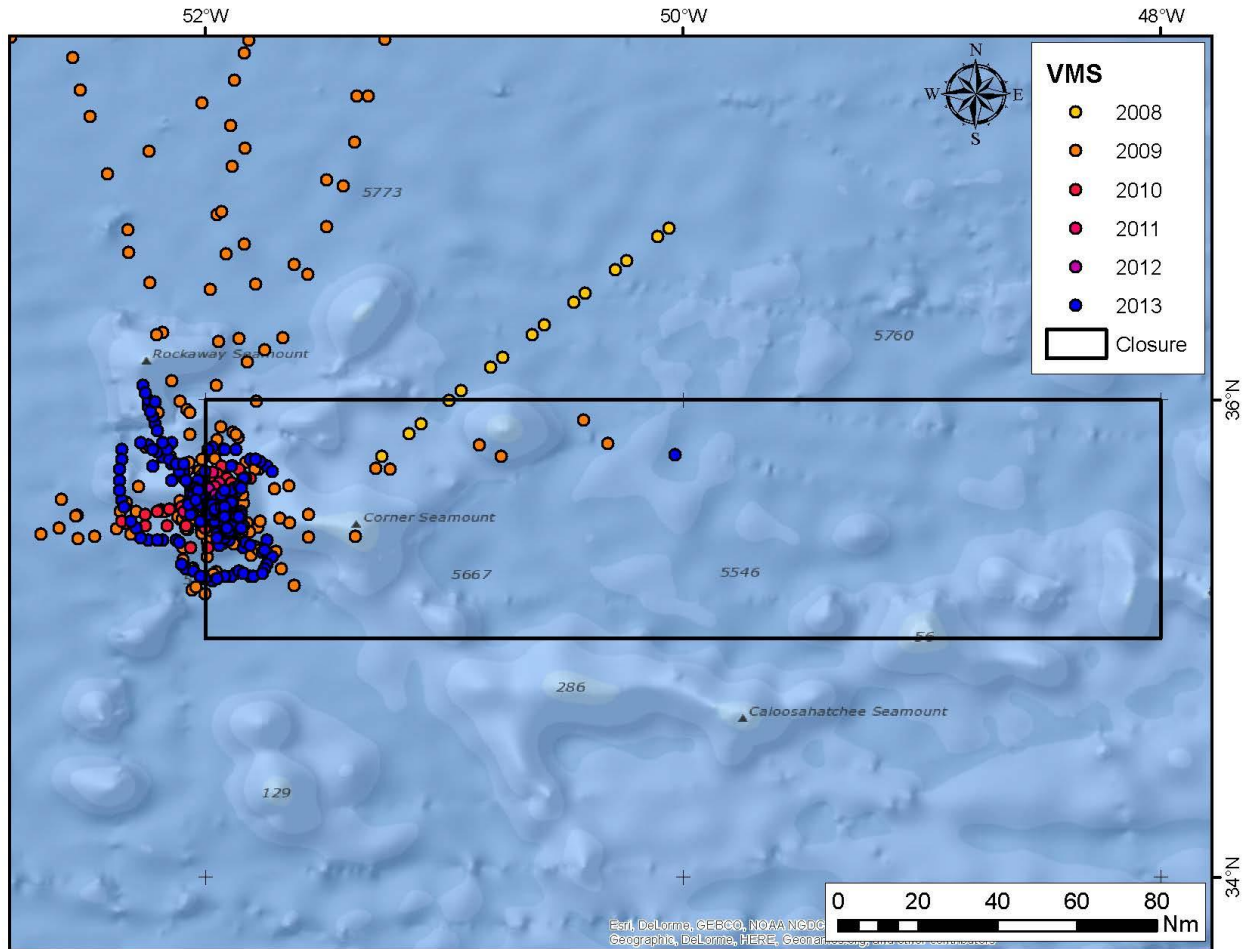 52°W
50°W
48°W
N
W E
S
VMS
2008
2009
2010
2011
2012
2013
Closure
5773
5760
Rockaway Seamount
36°N
Corner Seamount
5667
5546
56
286
Caloosahatchee Seamount
129
34°N
0 20 40 60 80
Nm
Esri, DeLorme, GEBCO, NOAA NGDC
Geographic, DeLorme, HERE,